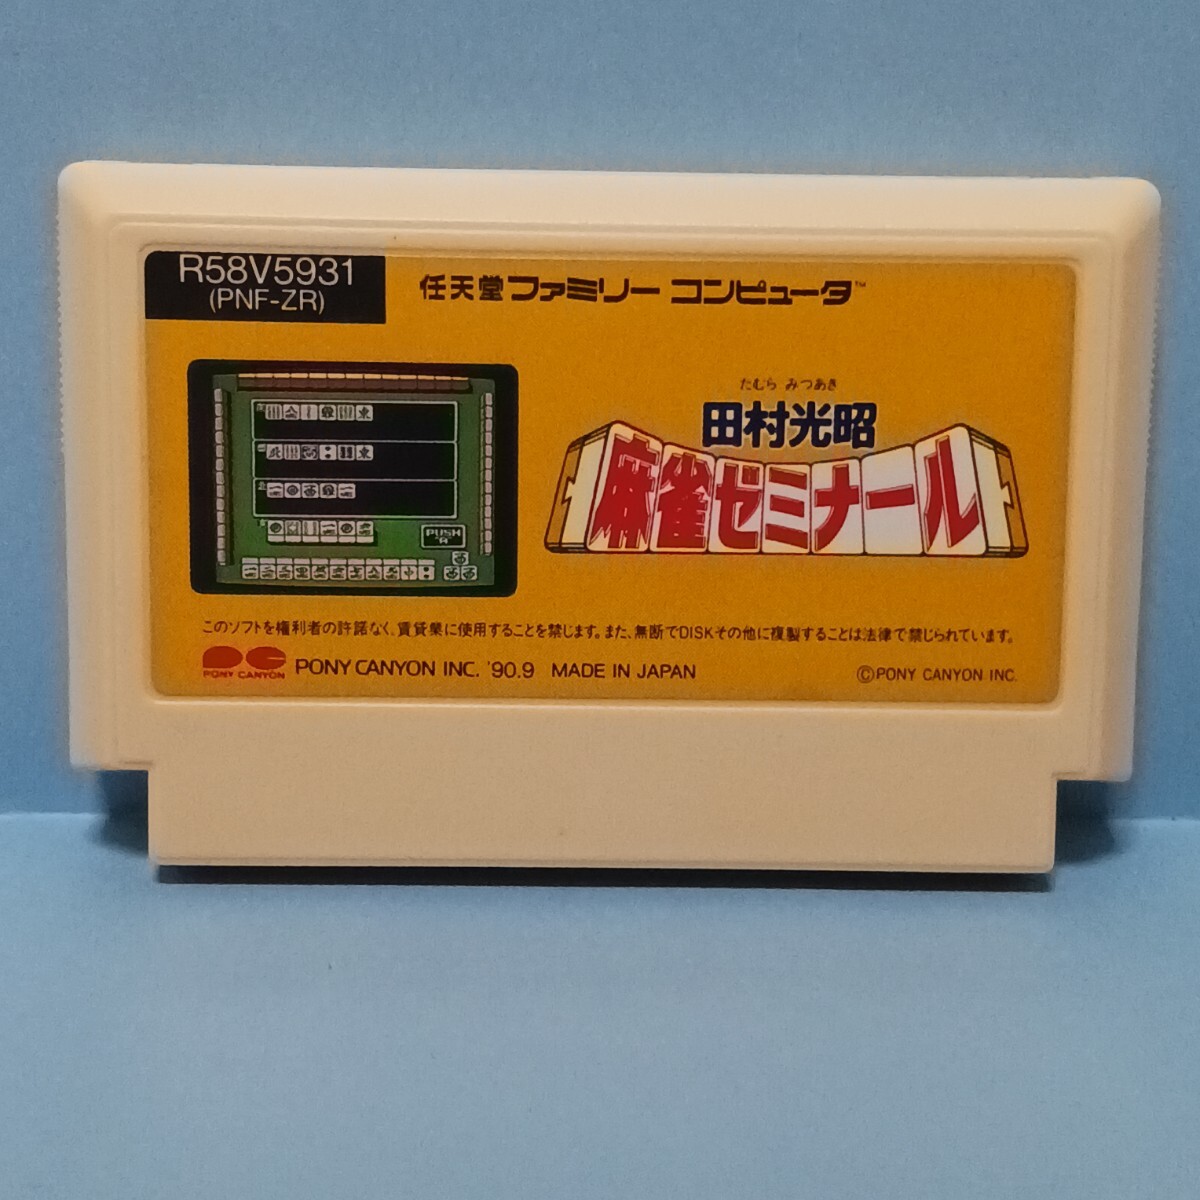 R58V5931
(PNF-ZR)
任天堂ファミリー コンピュータ™
たむら みつあき
田村光昭
麻雀ゼミナール
PUSH
"A"
このソフトを権利者の許諾なく、賃貸業に使用することを禁じます。また、無断でDISKその他に複製することは法律で禁じられています。
PONY CANYON
PONY CANYON INC. '90.9 MADE IN JAPAN
©PONY CANYON INC.